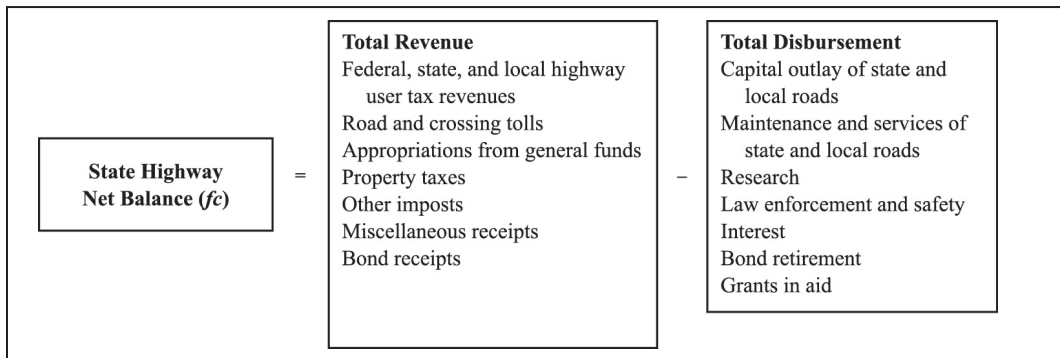 State Highway
Net Balance (fc)
=
Total Revenue
Federal, state, and local highway
user tax revenues
Road and crossing tolls
Appropriations from general funds
Property taxes
Other imposts
Miscellaneous receipts
Bond receipts
–
Total Disbursement
Capital outlay of state and
local roads
Maintenance and services of
state and local roads
Research
Law enforcement and safety
Interest
Bond retirement
Grants in aid